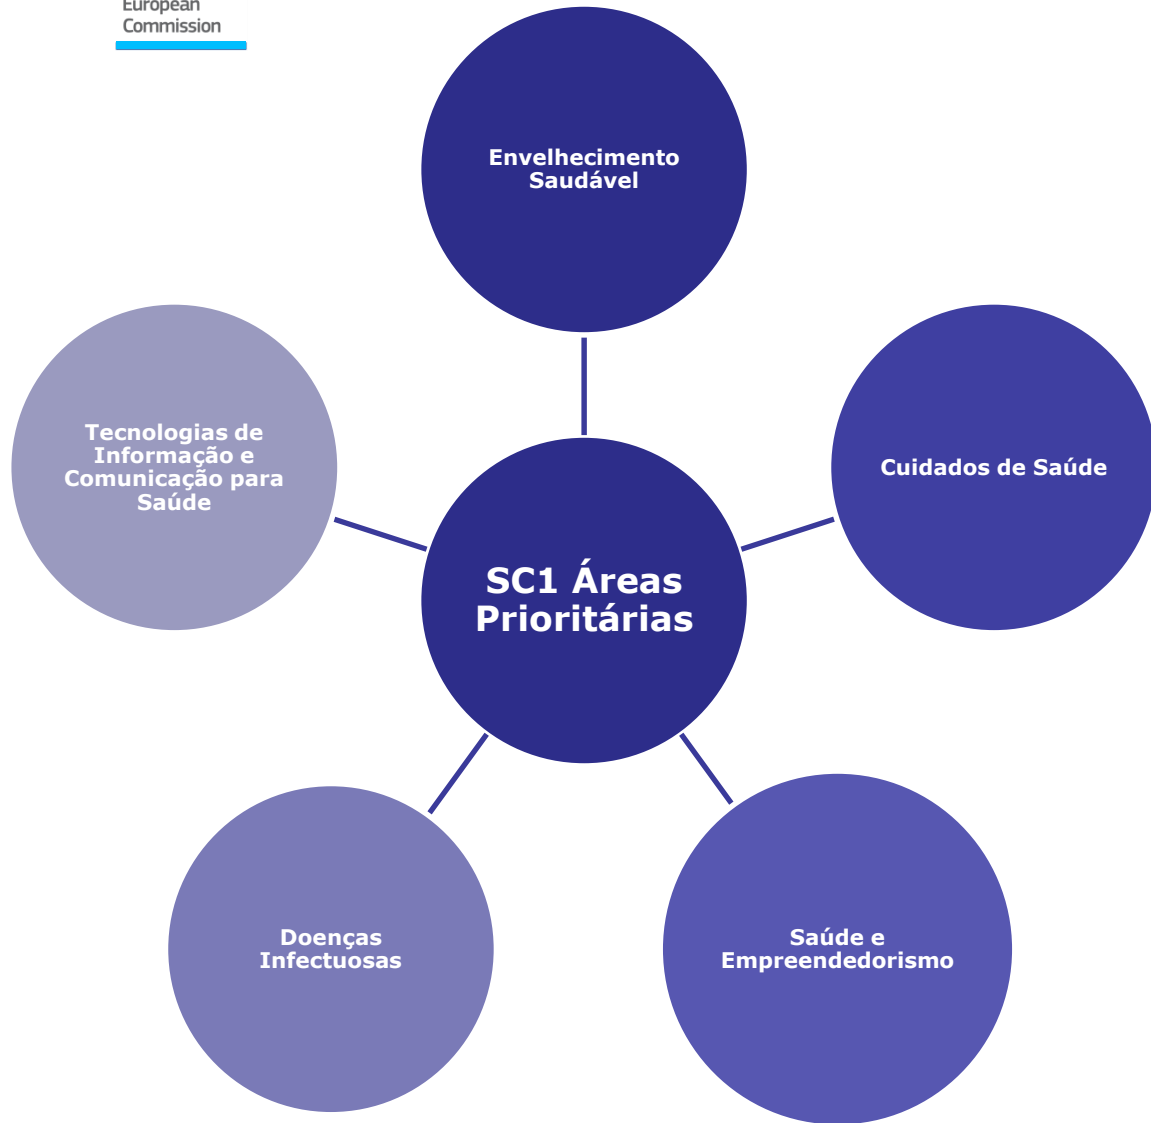 European
Commission
Envelhecimento
Saudável
Tecnologias de
Informação e
Comunicação para
Saúde
Cuidados de Saúde
SC1 Áreas
Prioritárias
Doenças
Infectuosas
Saúde e
Empreendedorismo